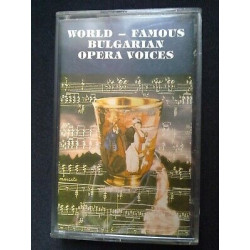 WORLD – FAMOUS
BULGARIAN
OPERA VOICES